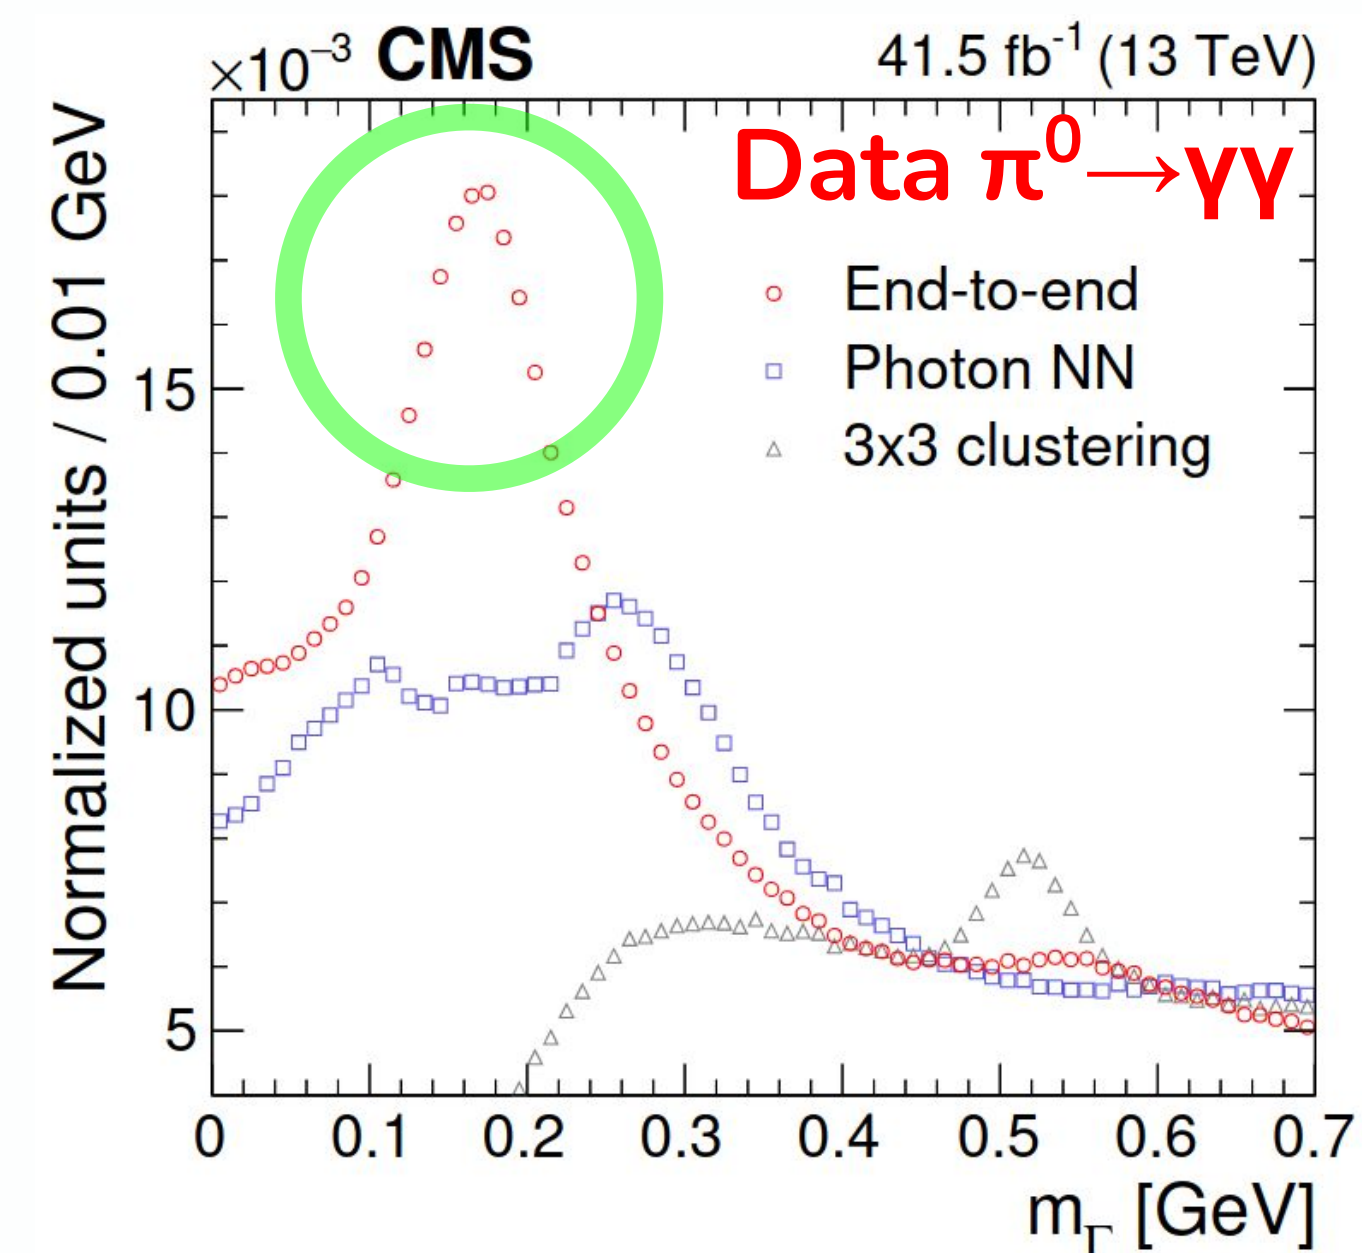 ×10⁻³ CMS 41.5 fb⁻¹ (13 TeV)
Data π⁰→γγ
End-to-end
Photon NN
3x3 clustering
Normalized units / 0.01 GeV
15
10
5
0 0.1 0.2 0.3 0.4 0.5 0.6 0.7
m_Γ [GeV]